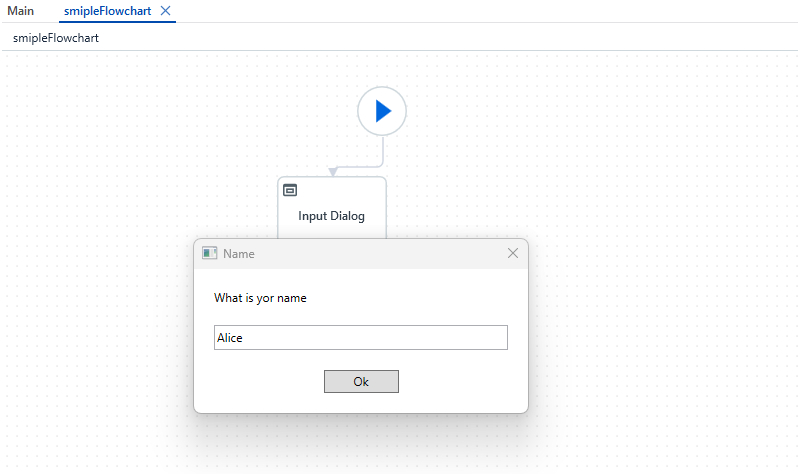 Main
smipleFlowchart
smipleFlowchart
Input Dialog
Name
What is yor name
Alice
Ok